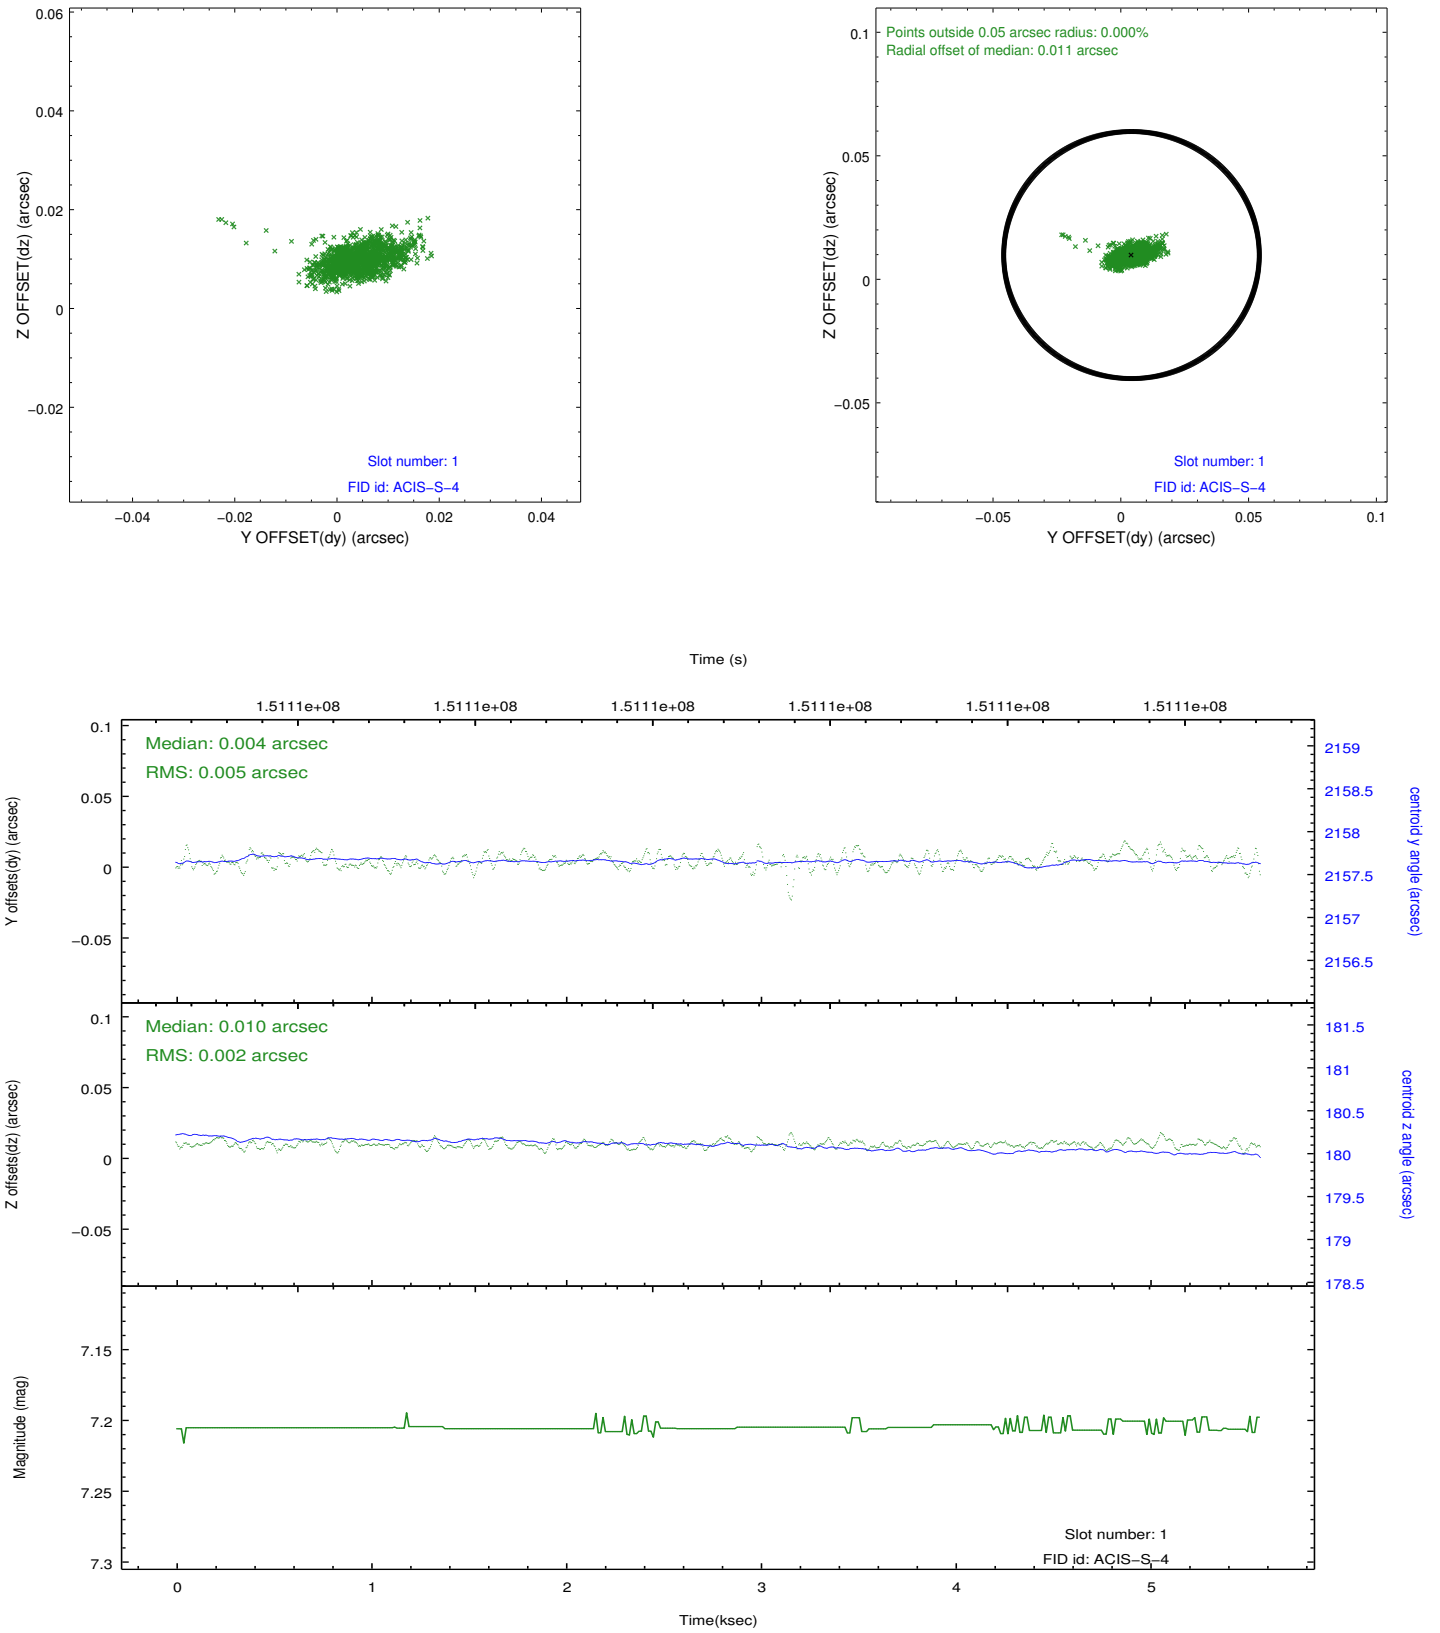 0.06
0.04
0.02
0
−0.02
Z OFFSET(dz) (arcsec)
Slot number: 1
FID id: ACIS−S−4
−0.04 −0.02 0 0.02 0.04
Y OFFSET(dy) (arcsec)
0.1
0.05
0
−0.05
Z OFFSET(dz) (arcsec)
Points outside 0.05 arcsec radius: 0.000%
Radial offset of median: 0.011 arcsec
Slot number: 1
FID id: ACIS−S−4
−0.05 0 0.05 0.1
Y OFFSET(dy) (arcsec)
Time (s)
1.5111e+08 1.5111e+08 1.5111e+08 1.5111e+08 1.5111e+08 1.5111e+08
0.1
0.05
0
−0.05
Y offsets(dy) (arcsec)
Median: 0.004 arcsec
RMS: 0.005 arcsec
2159
2158.5
2158
2157.5
2157
2156.5
centroid y angle (arcsec)
0.1
0.05
0
−0.05
Z offsets(dz) (arcsec)
Median: 0.010 arcsec
RMS: 0.002 arcsec
181.5
181
180.5
180
179.5
179
178.5
centroid z angle (arcsec)
7.15
7.2
7.25
7.3
Magnitude (mag)
Slot number: 1
FID id: ACIS−S−4
0 1 2 3 4 5
Time(ksec)